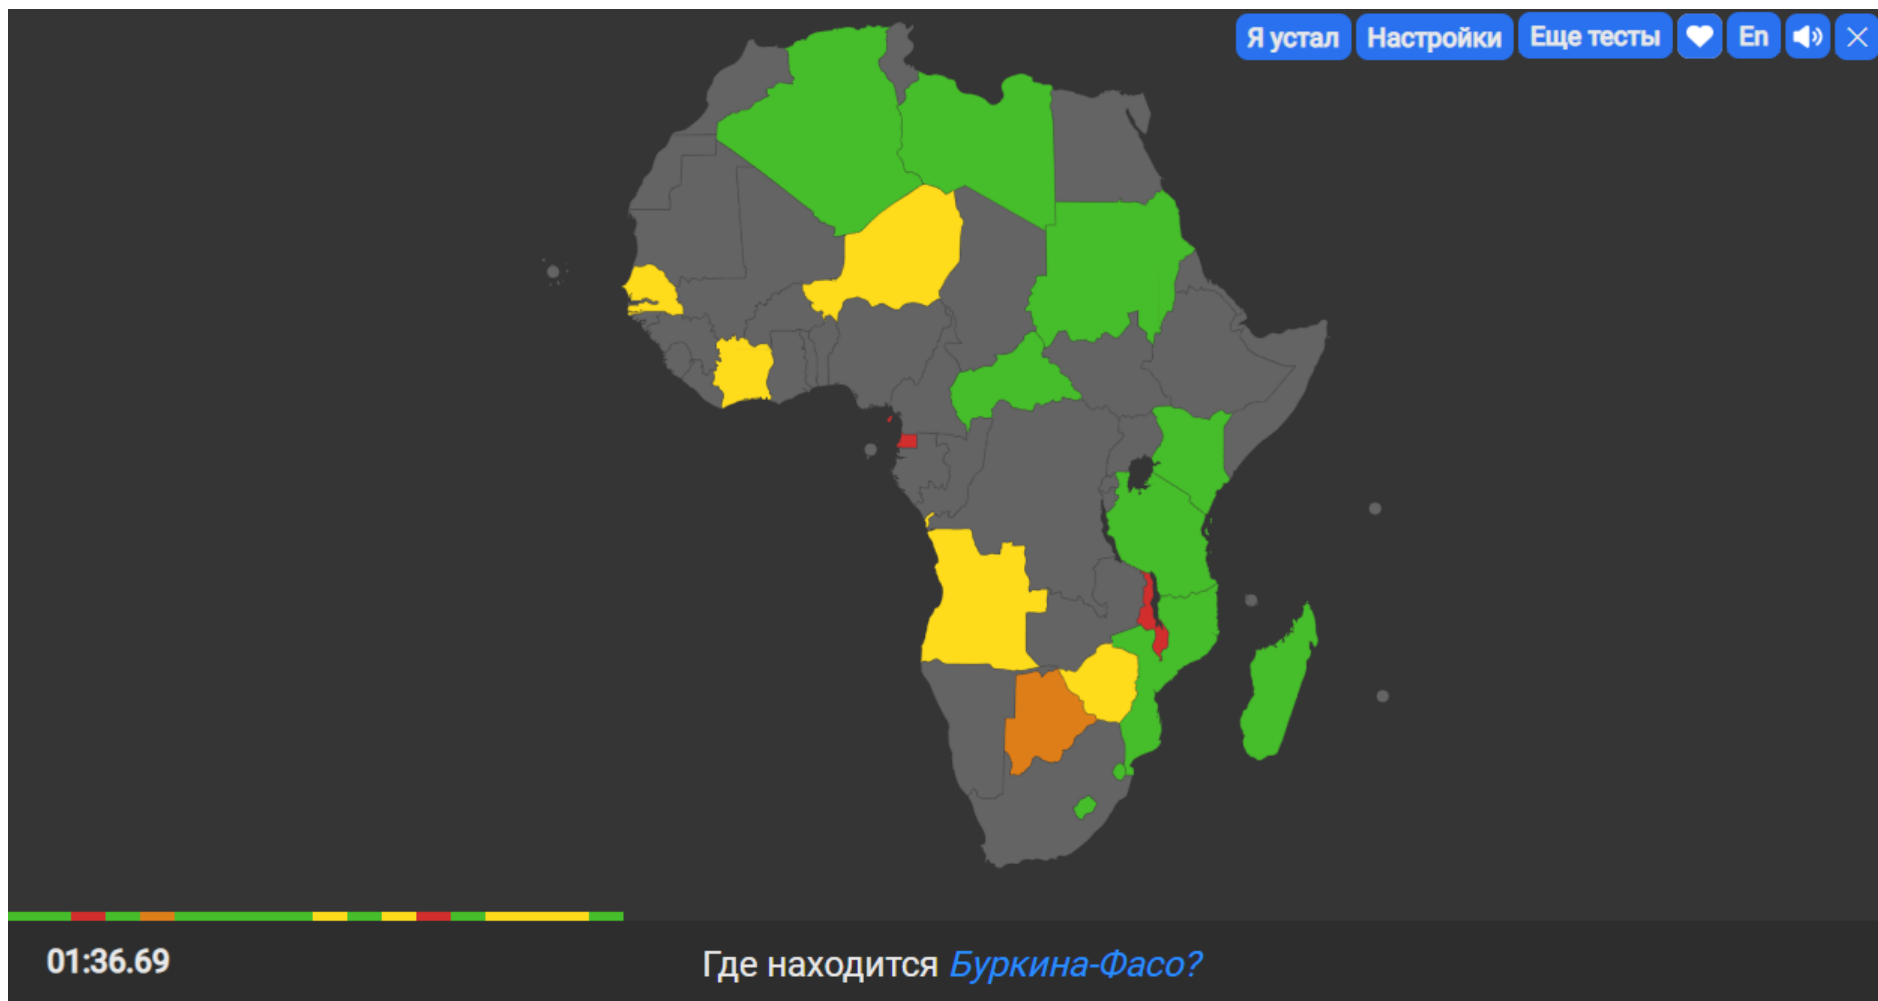 Я устал Настройки Еще тесты En
01:36.69 Где находится Буркина-Фасо?